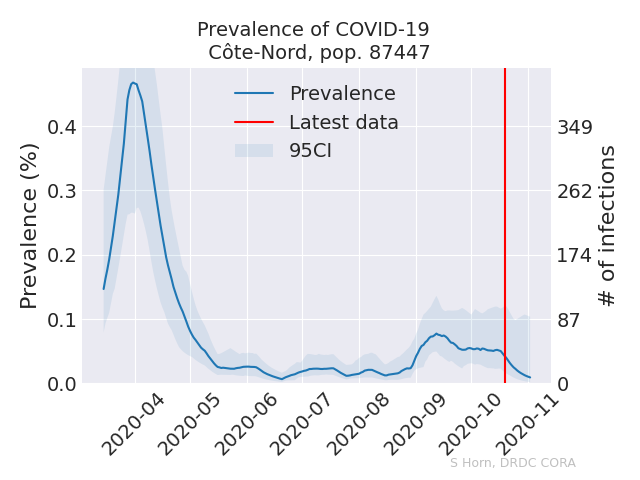 Prevalence of COVID-19
Côte-Nord, pop. 87447
Prevalence
Latest data
95CI
Prevalence (%)
0.4
0.3
0.2
0.1
0.0
349
262
174
87
0
# of infections
2020-04
2020-05
2020-06
2020-07
2020-08
2020-09
2020-10
2020-11
S Horn, DRDC CORA